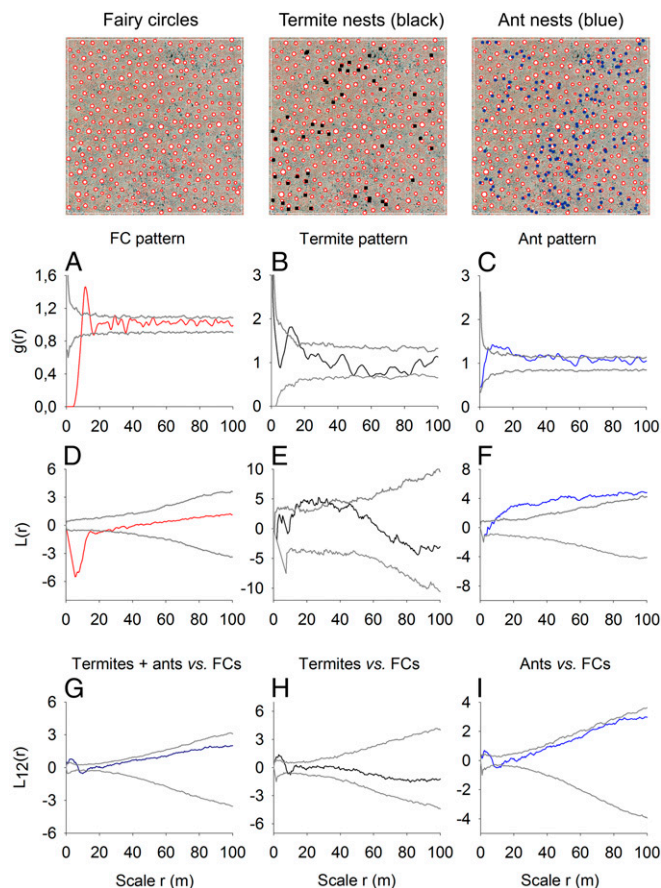 Fairy circles
Termite nests (black)
Ant nests (blue)
FC pattern
Termite pattern
Ant pattern
A
B
C
g(r)
1,6
1,2
0,8
0,4
0,0
0 20 40 60 80 100
3
2
1
0
0 20 40 60 80 100
3
2
1
0
0 20 40 60 80 100
D
E
F
L(r)
6
3
0
-3
-6
0 20 40 60 80 100
10
5
0
-5
-10
0 20 40 60 80 100
8
4
0
-4
0 20 40 60 80 100
Termites + ants vs. FCs
Termites vs. FCs
Ants vs. FCs
G
H
I
L12(r)
6
3
0
-3
-6
0 20 40 60 80 100
6
3
0
-3
-6
0 20 40 60 80 100
4
2
0
-2
-4
0 20 40 60 80 100
Scale r (m)
Scale r (m)
Scale r (m)